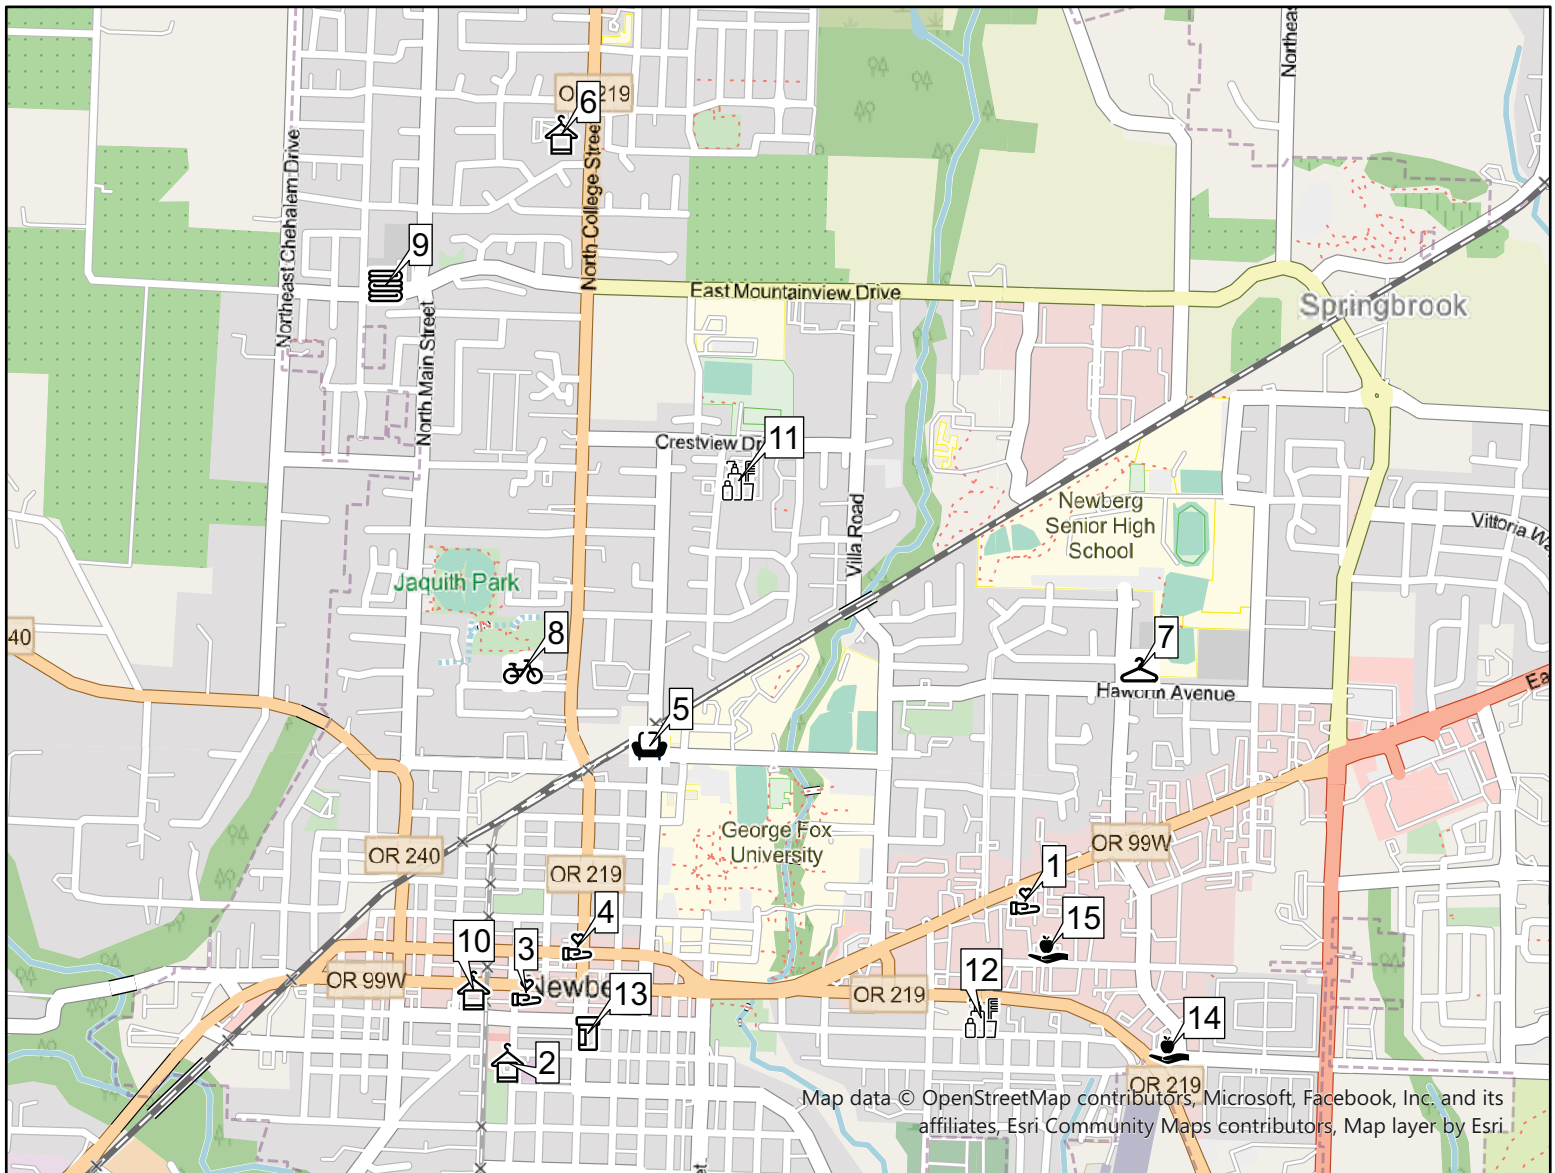 Northeas
OR 219
6
Northeast Chehalem Drive
North College Street
9
East Mountainview Drive
Springbrook
North Main Street
11
Crestview Dr
Newberg
Senior High
School
Villa Road
Vittoria Wa
Jaquith Park
8
40
7
Haworth Avenue
Ea
5
George Fox
University
OR 99W
OR 240
OR 219
1
4
15
10
3
12
OR 99W
Newbe
13
OR 219
14
2
OR 219
Map data © OpenStreetMap contributors, Microsoft, Facebook, Inc. and its
affiliates, Esri Community Maps contributors, Map layer by Esri